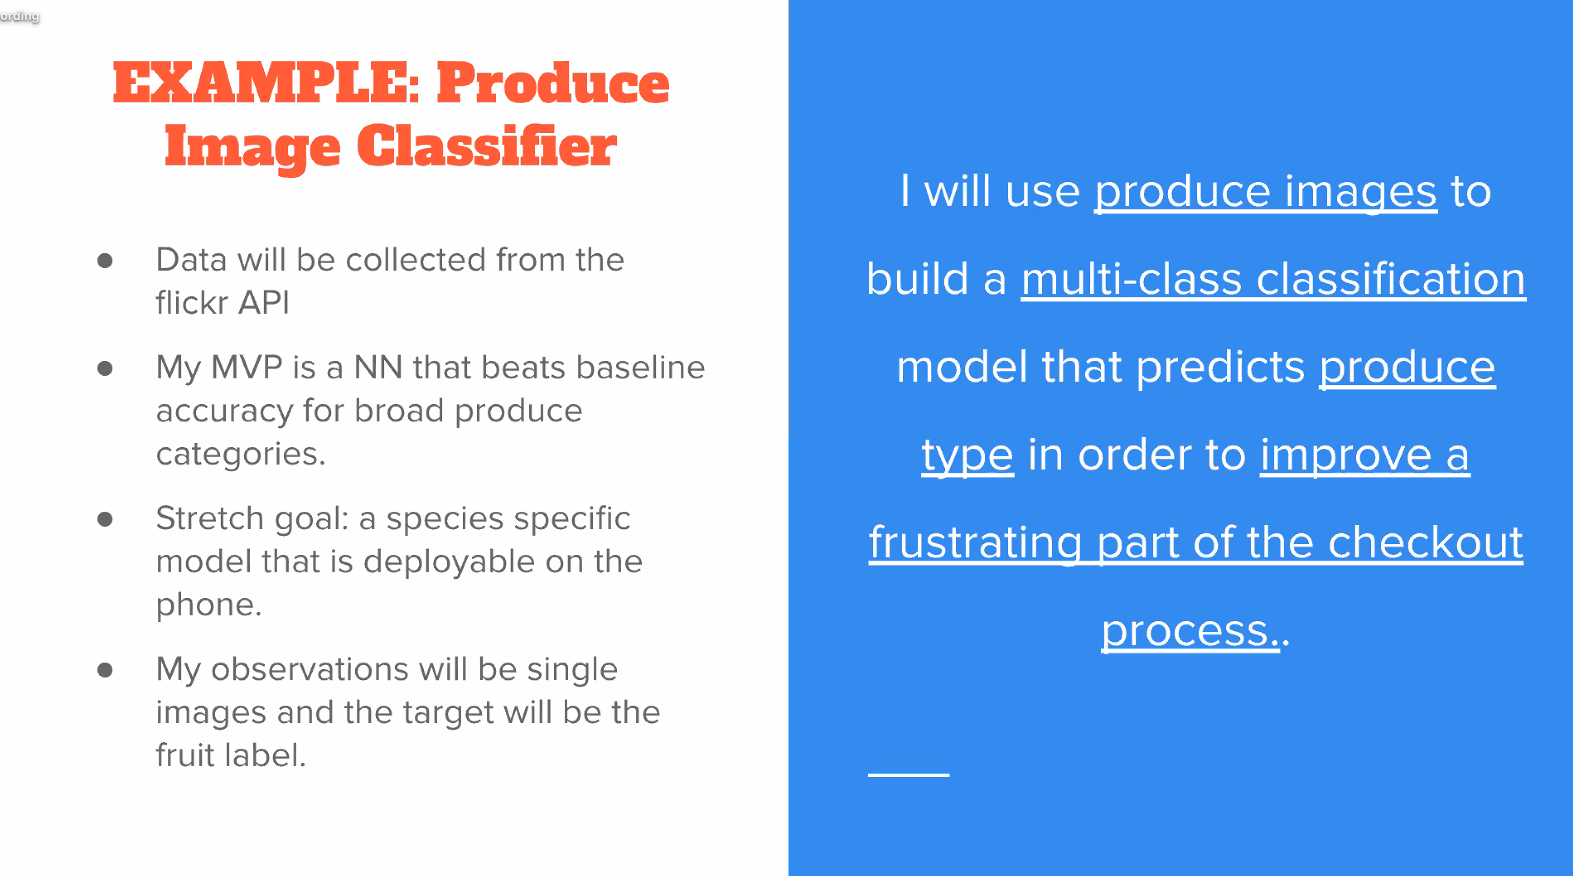 ording
EXAMPLE: Produce
Image Classifier
● Data will be collected from the
flickr API
● My MVP is a NN that beats baseline
accuracy for broad produce
categories.
● Stretch goal: a species specific
model that is deployable on the
phone.
● My observations will be single
images and the target will be the
fruit label.
I will use produce images to
build a multi-class classification
model that predicts produce
type in order to improve a
frustrating part of the checkout
process..